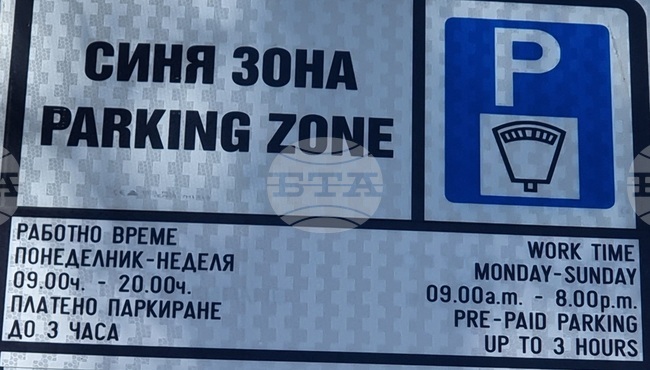 СИНЯ ЗОНА
PARKING ZONE
P
БТА
РАБОТНО ВРЕМЕ
ПОНЕДЕЛНИК-НЕДЕЛЯ
09.00ч. - 20.00ч.
ПЛАТЕНО ПАРКИРАНЕ
ДО 3 ЧАСА
WORK TIME
MONDAY-SUNDAY
09.00a.m. - 8.00p.m.
PRE-PAID PARKING
UP TO 3 HOURS